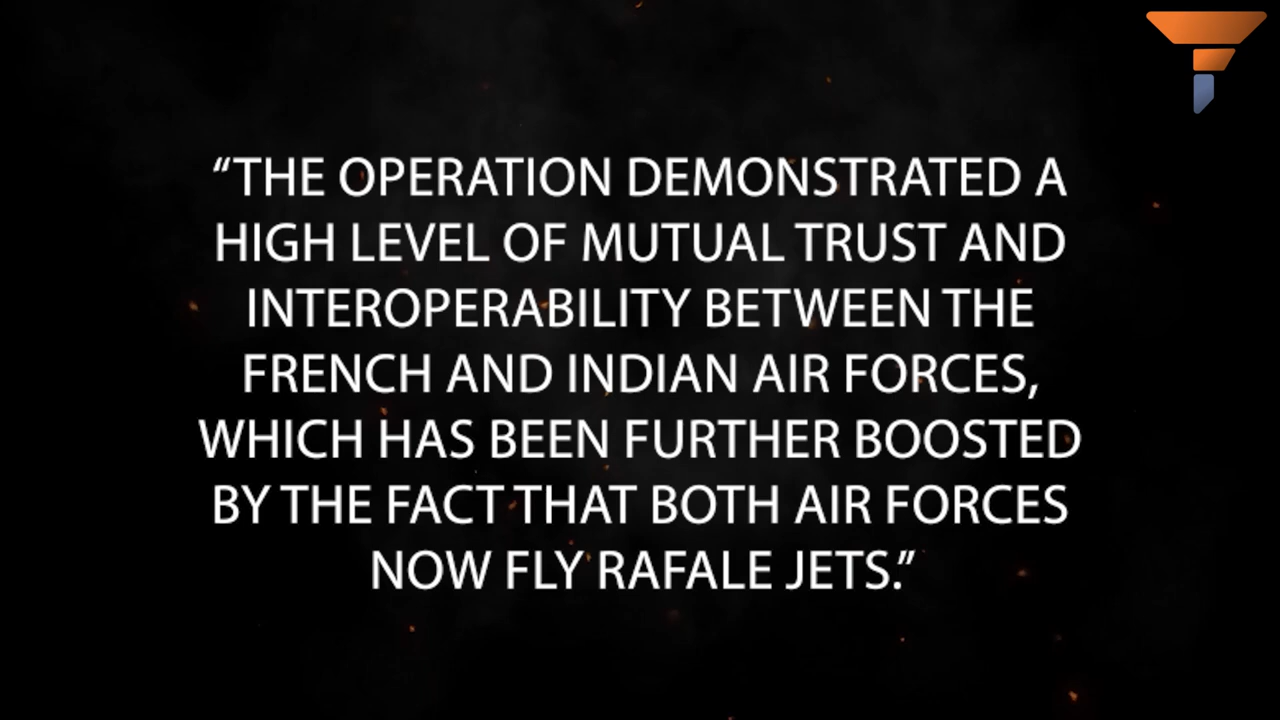 “THE OPERATION DEMONSTRATED A
HIGH LEVEL OF MUTUAL TRUST AND
INTEROPERABILITY BETWEEN THE
FRENCH AND INDIAN AIR FORCES,
WHICH HAS BEEN FURTHER BOOSTED
BY THE FACT THAT BOTH AIR FORCES
NOW FLY RAFALE JETS.”